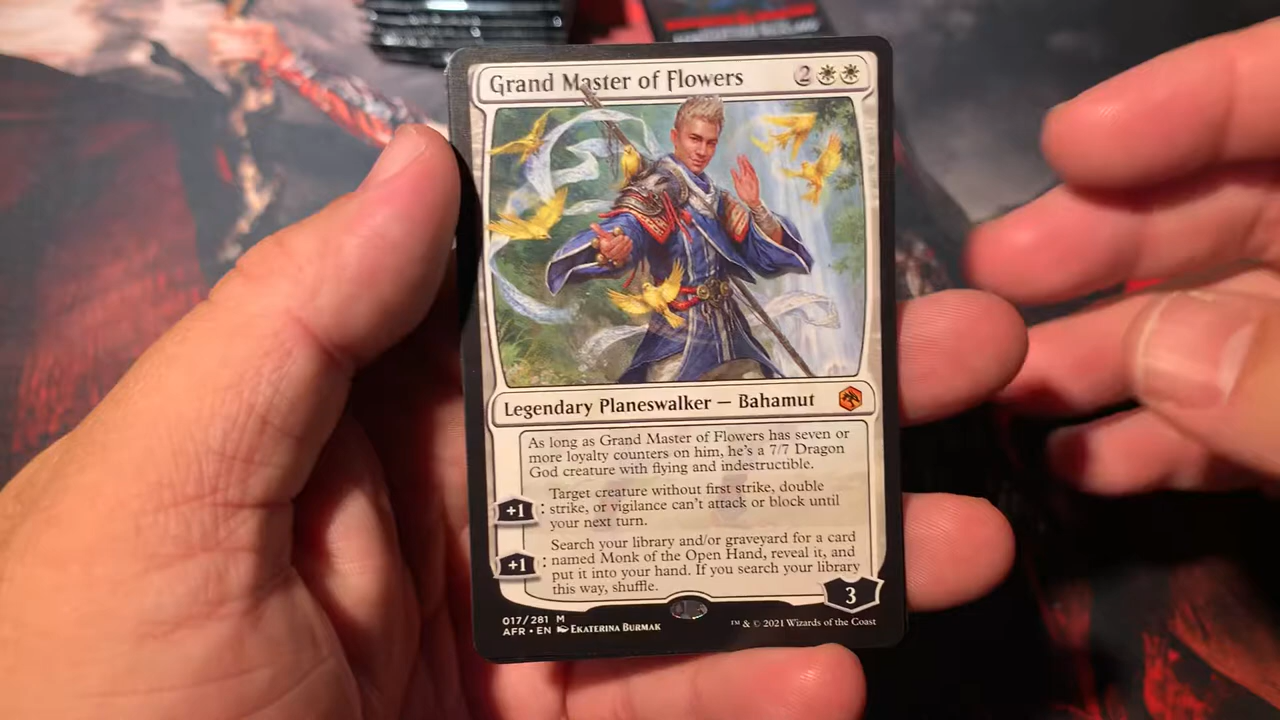 Grand Master of Flowers 2
Legendary Planeswalker — Bahamut
As long as Grand Master of Flowers has seven or
more loyalty counters on him, he's a 7/7 Dragon
God creature with flying and indestructible.
Target creature without first strike, double
+1: strike, or vigilance can't attack or block until
your next turn.
Search your library and/or graveyard for a card
+1: named Monk of the Open Hand, reveal it, and
put it into your hand. If you search your library
this way, shuffle.
3
017/281 M
AFR • EN Ekaterina Burmak
™ & © 2021 Wizards of the Coast